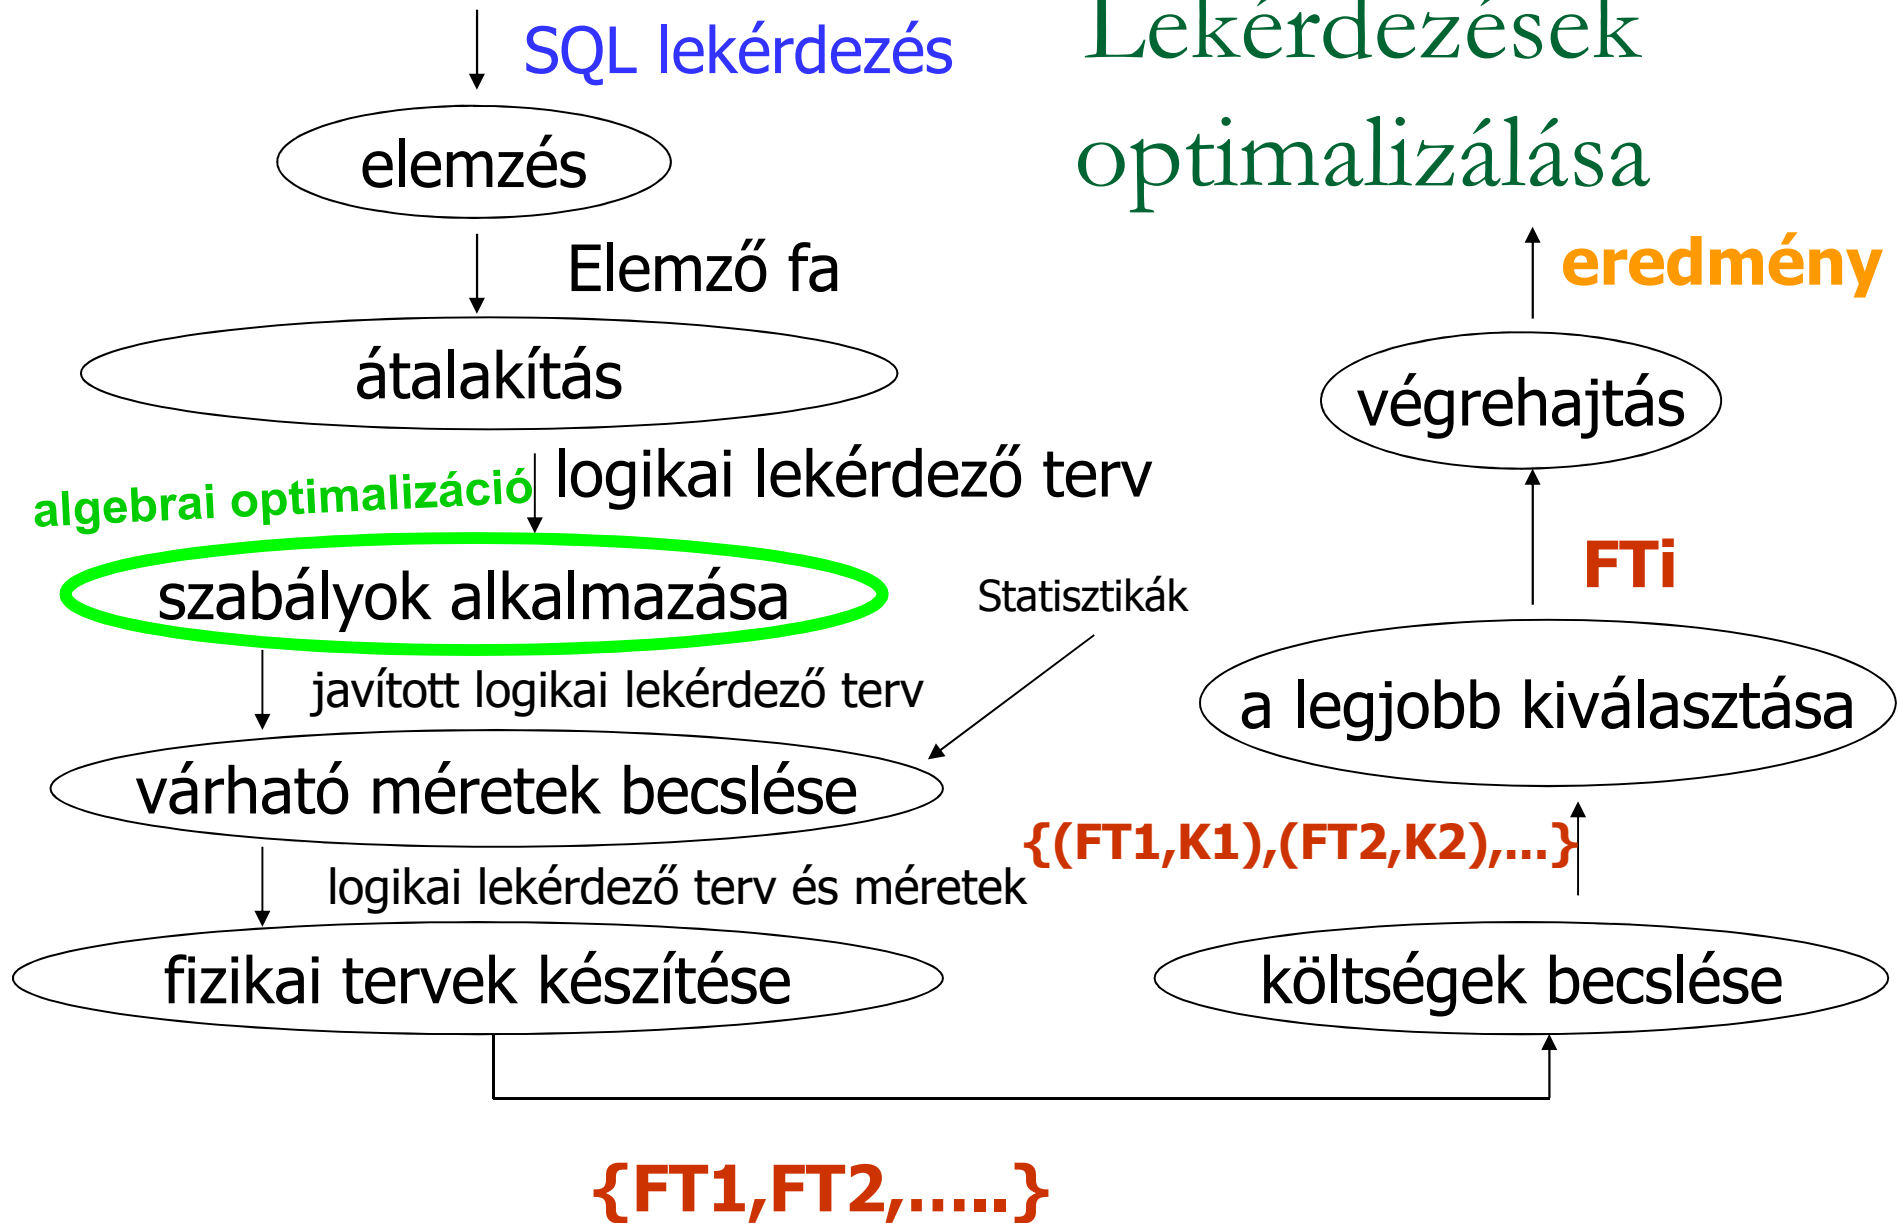 Lekérdezések
optimalizálása
SQL lekérdezés
elemzés
Elemző fa
átalakítás
logikai lekérdező terv
algebrai optimalizáció
szabályok alkalmazása
Statisztikák
javított logikai lekérdező terv
várható méretek becslése
logikai lekérdező terv és méretek
fizikai tervek készítése
{FT1,FT2,…..}
költségek becslése
{(FT1,K1),(FT2,K2),...}
a legjobb kiválasztása
FTi
végrehajtás
eredmény